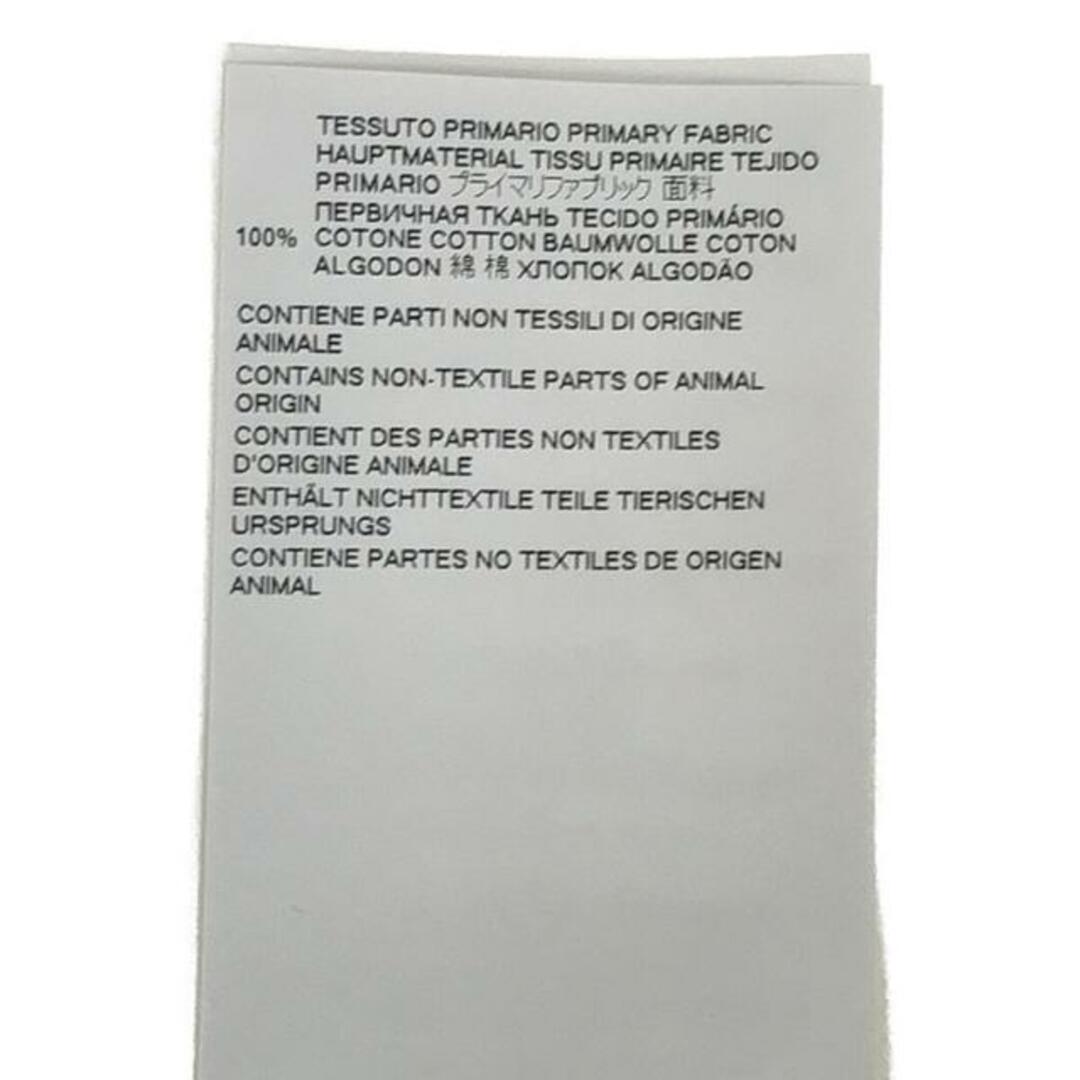 TESSUTO PRIMARIO PRIMARY FABRIC
HAUPTMATERIAL TISSU PRIMAIRE TEJIDO
PRIMARIO プライマリファブリック 面料
ПЕРВИЧНАЯ ТКАНЬ TECIDO PRIMÁRIO
100% COTONE COTTON BAUMWOLLE COTON
ALGODON 綿 棉 ХЛОПОК ALGODÃO
CONTIENE PARTI NON TESSILI DI ORIGINE
ANIMALE
CONTAINS NON-TEXTILE PARTS OF ANIMAL
ORIGIN
CONTIENT DES PARTIES NON TEXTILES
D'ORIGINE ANIMALE
ENTHÄLT NICHTTEXTILE TEILE TIERISCHEN
URSPRUNGS
CONTIENE PARTES NO TEXTILES DE ORIGEN
ANIMAL